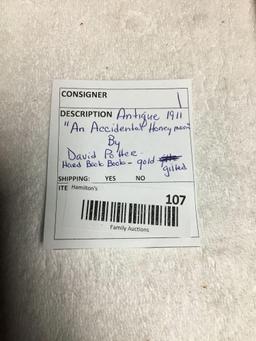 CONSIGNER
DESCRIPTION Antique 1911
"An Accidental Honeymoon"
By
David Potter
Hard Back Book - gold
gilted
SHIPPING: YES NO
ITE Hamilton's
107
Family Auctions